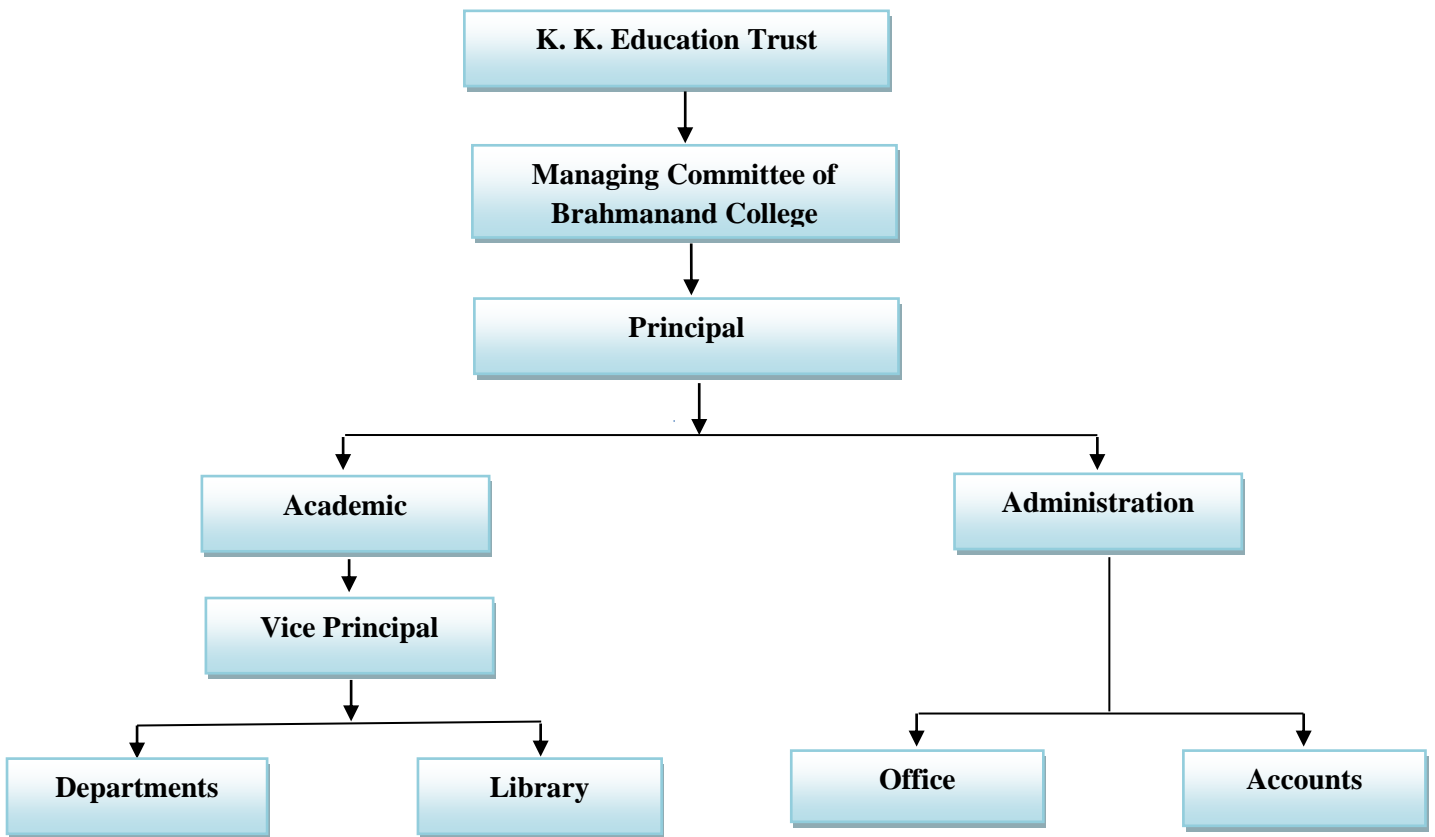 K. K. Education Trust
Managing Committee of
Brahmanand College
Principal
Academic
Administration
Vice Principal
Departments
Library
Office
Accounts